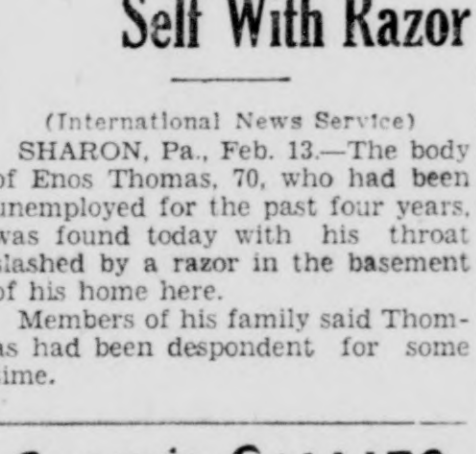 Self With Razor
(International News Service)
SHARON, Pa., Feb. 13.—The body
of Enos Thomas, 70, who had been
unemployed for the past four years,
was found today with his throat
slashed by a razor in the basement
of his home here.
Members of his family said Thom-
as had been despondent for some
time.